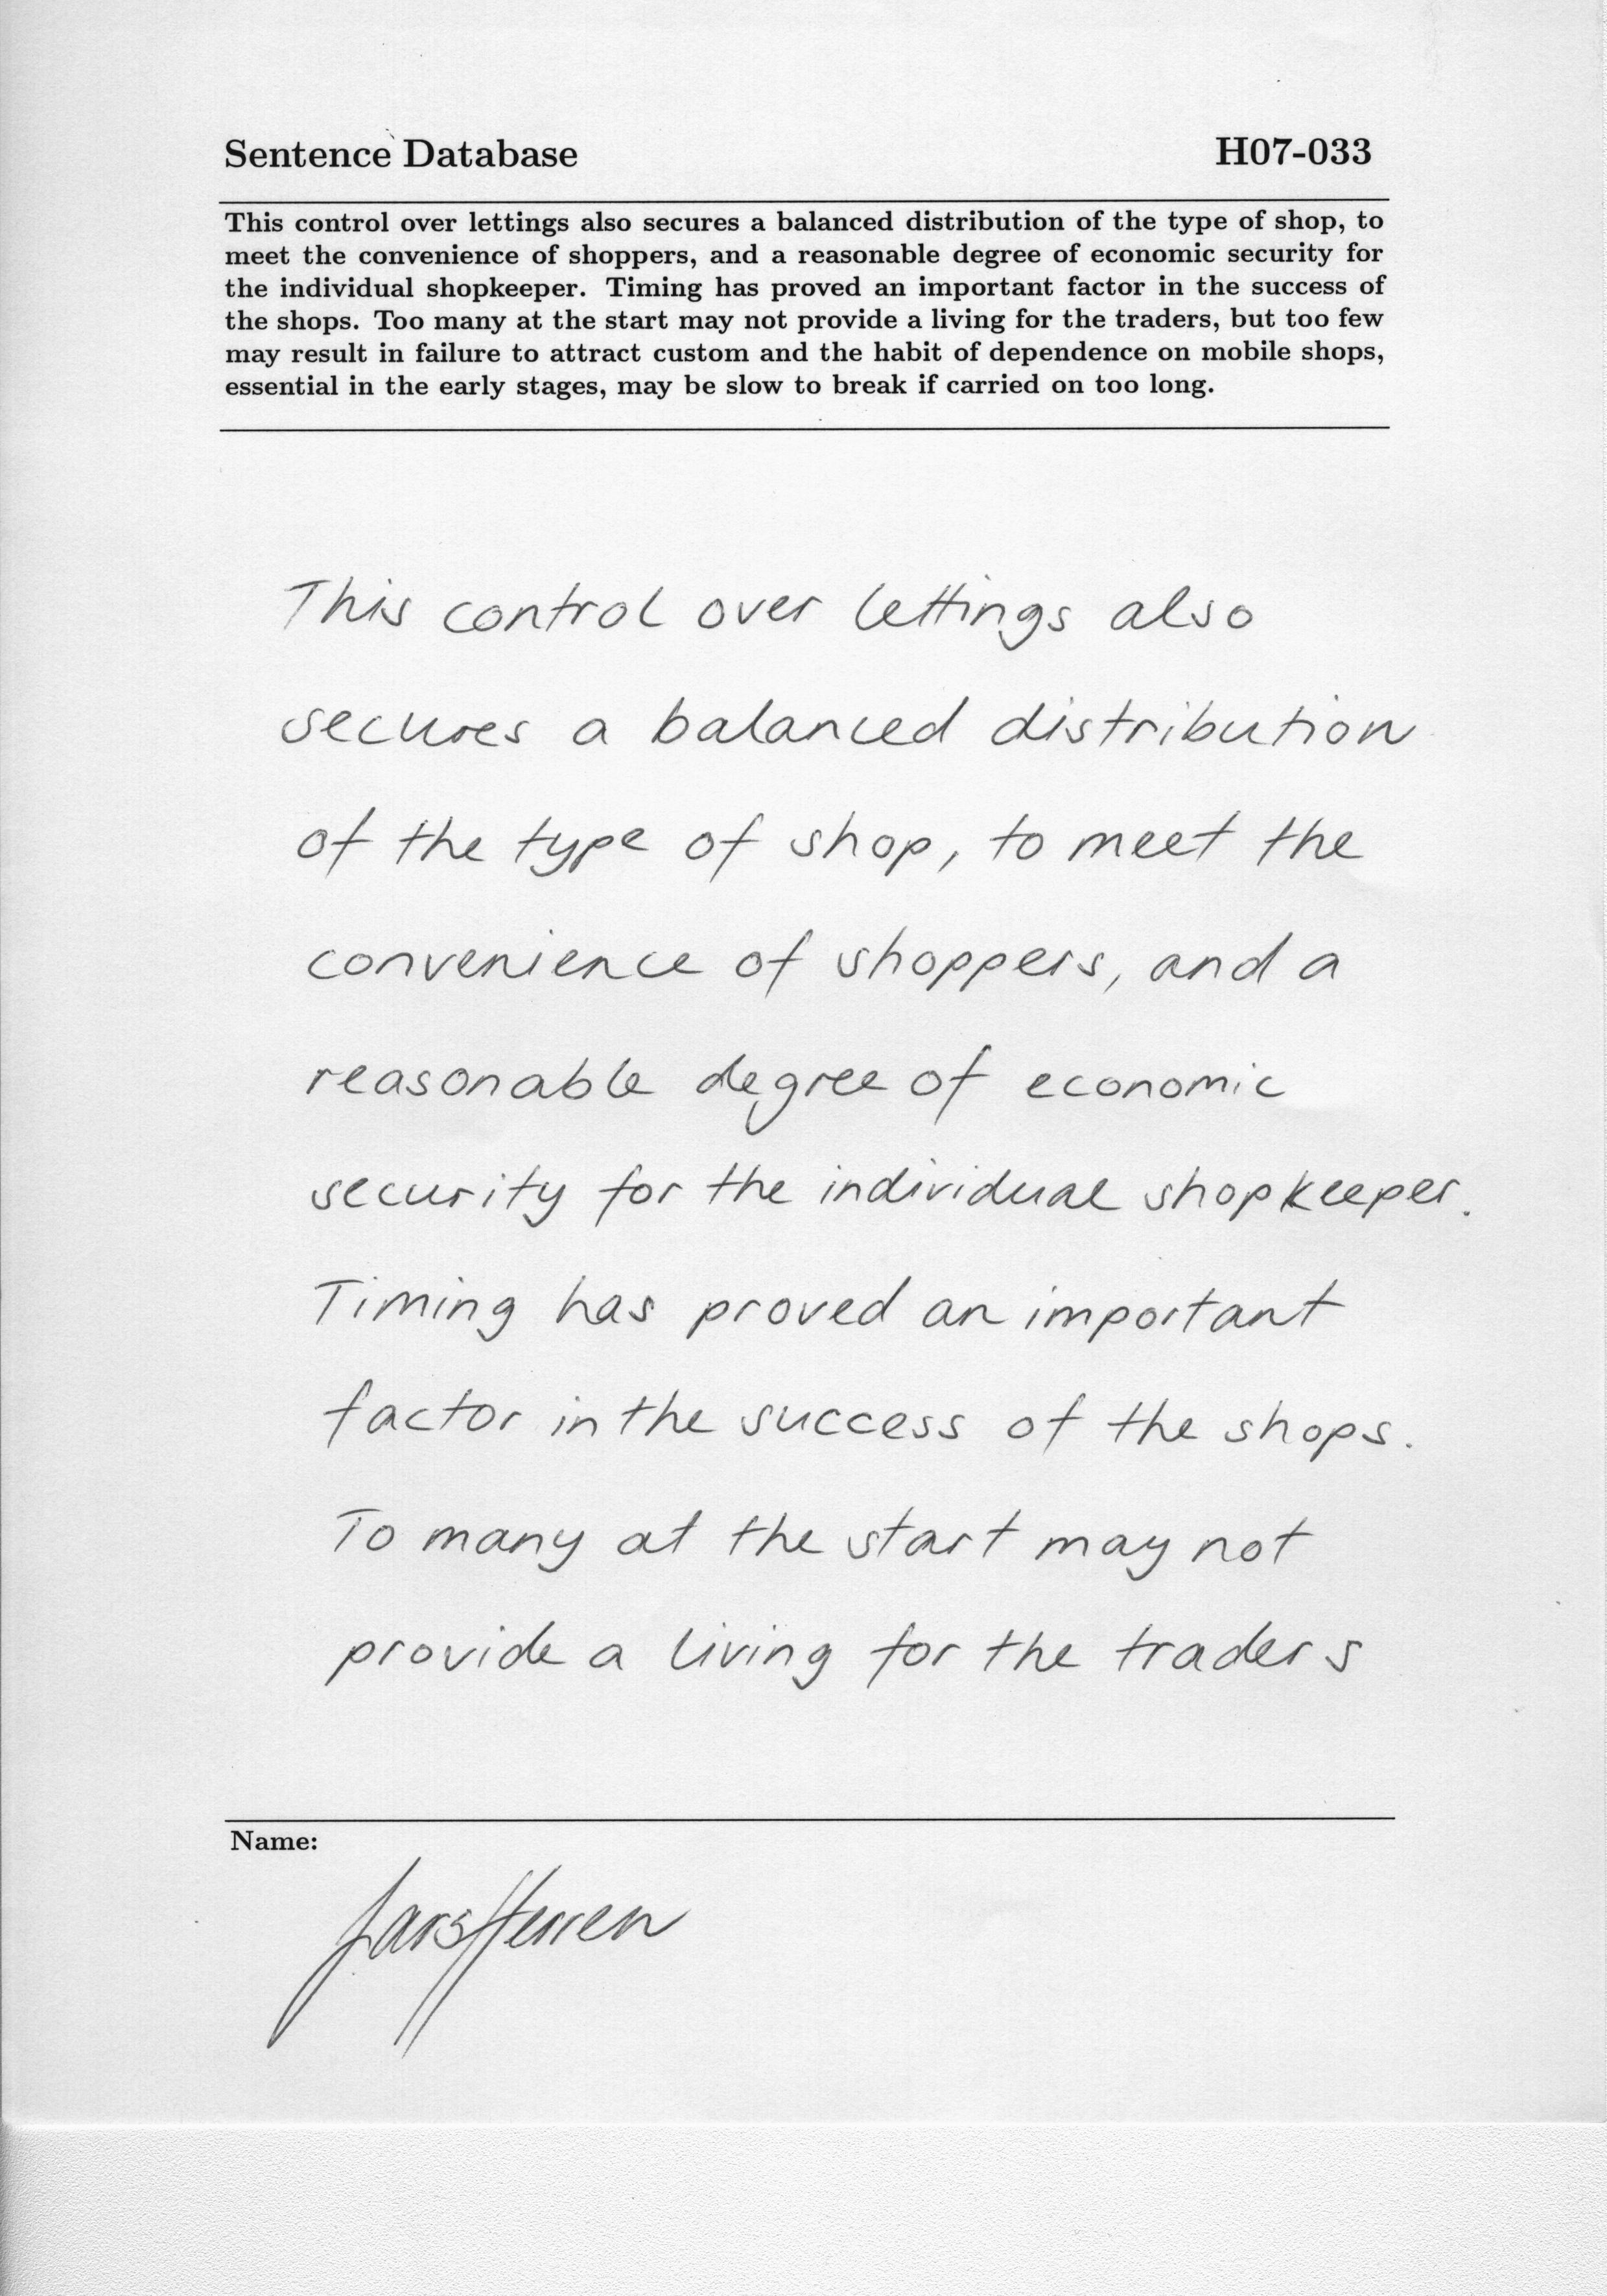 Sentence Database H07-033
This control over lettings also secures a balanced distribution of the type of shop, to
meet the convenience of shoppers, and a reasonable degree of economic security for
the individual shopkeeper. Timing has proved an important factor in the success of
the shops. Too many at the start may not provide a living for the traders, but too few
may result in failure to attract custom and the habit of dependence on mobile shops,
essential in the early stages, may be slow to break if carried on too long.
This control over lettings also
secures a balanced distribution
of the type of shop, to meet the
convenience of shoppers, and a
reasonable degree of economic
security for the individual shopkeeper.
Timing has proved an important
factor in the success of the shops.
To many at the start may not
provide a living for the traders
Name: